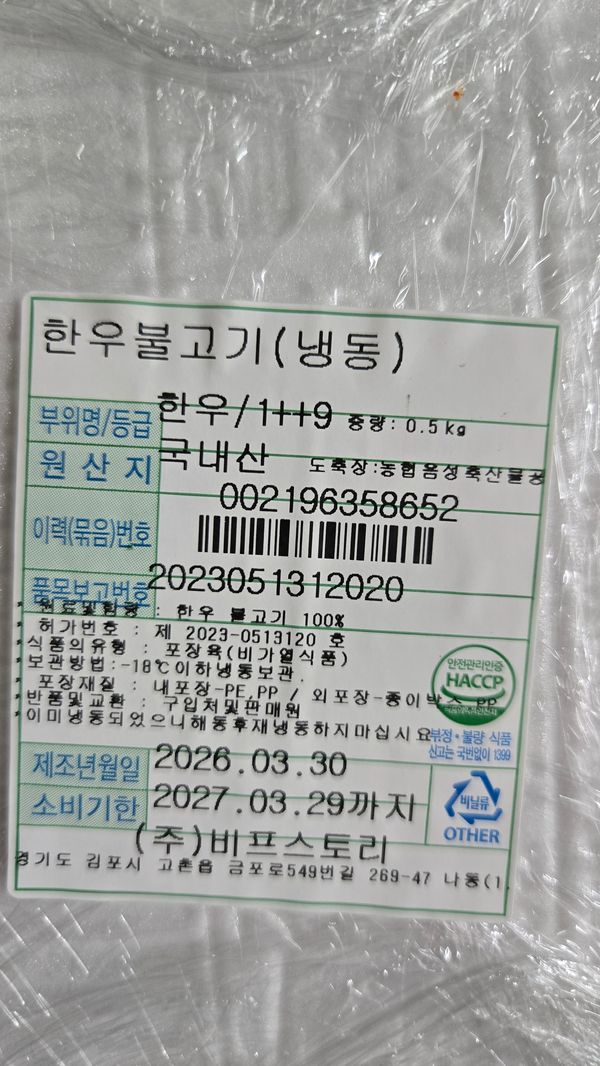 한우불고기(냉동)
부위명/등급 한우/1++9 중량: 0.5kg
원산지 국내산 도축장:농협음성축산물공
002196358652
이력(묶음)번호
품목보고번호 2023051312020
* 원료및함량 : 한우 불고기 100%
* 허가번호 : 제 2023-0513120 호
*식품의유형 : 포장육(비가열식품)
*보관방법:-18℃이하냉동보관.
* 포장재질 : 내포장-PE,PP / 외포장-종이박스,PP
*반품및교환 : 구입처및판매원
*이미냉동되었으니해동후재냉동하지마십시요
안전관리인증
HACCP
부정·불량 식품
신고는 국번없이 1399
제조년월일 2026.03.30
소비기한 2027.03.29까지
비닐류
OTHER
(주)비프스토리
경기도 김포시 고촌읍 금포로549번길 269-47 나동(1